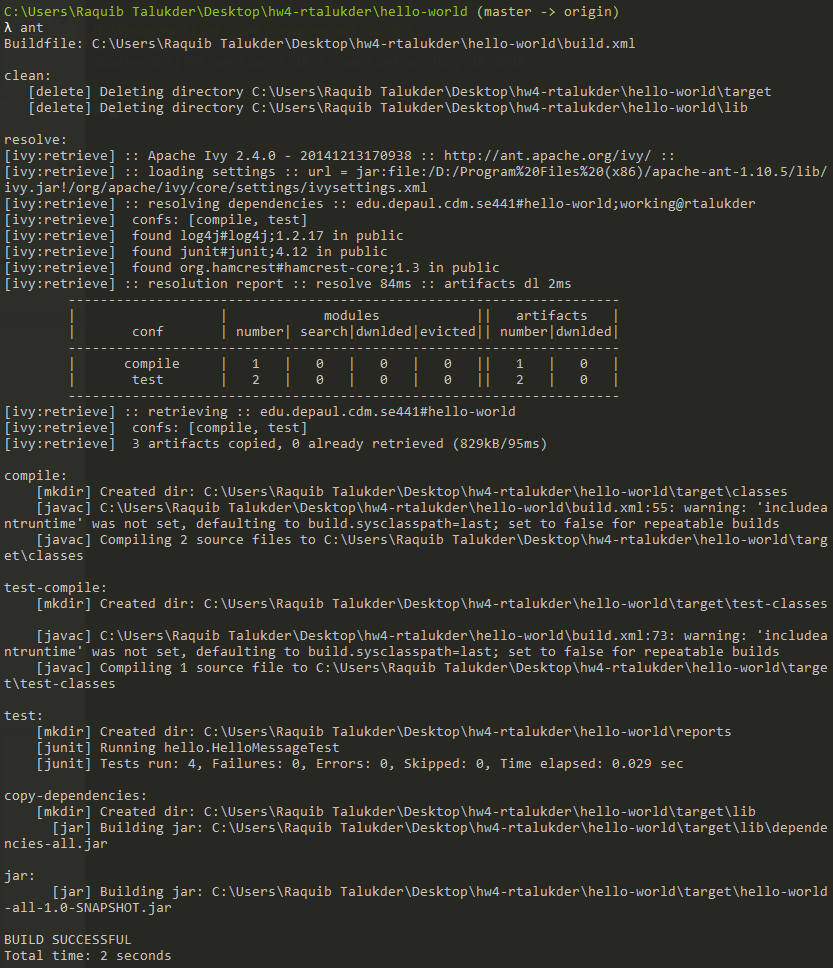 C:\Users\Raquib Talukder\Desktop\hw4-rtalukder\hello-world (master -> origin)
λ ant
Buildfile: C:\Users\Raquib Talukder\Desktop\hw4-rtalukder\hello-world\build.xml

clean:
   [delete] Deleting directory C:\Users\Raquib Talukder\Desktop\hw4-rtalukder\hello-world\target
   [delete] Deleting directory C:\Users\Raquib Talukder\Desktop\hw4-rtalukder\hello-world\lib

resolve:
[ivy:retrieve] :: Apache Ivy 2.4.0 - 20141213170938 :: http://ant.apache.org/ivy/ ::
[ivy:retrieve] :: loading settings :: url = jar:file:/D:/Program%20Files%20(x86)/apache-ant-1.10.5/lib/
ivy.jar!/org/apache/ivy/core/settings/ivysettings.xml
[ivy:retrieve] :: resolving dependencies :: edu.depaul.cdm.se441#hello-world;working@rtalukder
[ivy:retrieve]  confs: [compile, test]
[ivy:retrieve]  found log4j#log4j;1.2.17 in public
[ivy:retrieve]  found junit#junit;4.12 in public
[ivy:retrieve]  found org.hamcrest#hamcrest-core;1.3 in public
[ivy:retrieve] :: resolution report :: resolve 84ms :: artifacts dl 2ms
        ---------------------------------------------------------------------
        |                  |            modules            ||   artifacts   |
        |       conf       | number| search|dwnlded|evicted|| number|dwnlded|
        ---------------------------------------------------------------------
        |      compile     |   1   |   0   |   0   |   0   ||   1   |   0   |
        |       test       |   2   |   0   |   0   |   0   ||   2   |   0   |
        ---------------------------------------------------------------------
[ivy:retrieve] :: retrieving :: edu.depaul.cdm.se441#hello-world
[ivy:retrieve]  confs: [compile, test]
[ivy:retrieve]  3 artifacts copied, 0 already retrieved (829kB/95ms)

compile:
    [mkdir] Created dir: C:\Users\Raquib Talukder\Desktop\hw4-rtalukder\hello-world\target\classes
    [javac] C:\Users\Raquib Talukder\Desktop\hw4-rtalukder\hello-world\build.xml:55: warning: 'includea
ntruntime' was not set, defaulting to build.sysclasspath=last; set to false for repeatable builds
    [javac] Compiling 2 source files to C:\Users\Raquib Talukder\Desktop\hw4-rtalukder\hello-world\targ
et\classes

test-compile:
    [mkdir] Created dir: C:\Users\Raquib Talukder\Desktop\hw4-rtalukder\hello-world\target\test-classes

    [javac] C:\Users\Raquib Talukder\Desktop\hw4-rtalukder\hello-world\build.xml:73: warning: 'includea
ntruntime' was not set, defaulting to build.sysclasspath=last; set to false for repeatable builds
    [javac] Compiling 1 source file to C:\Users\Raquib Talukder\Desktop\hw4-rtalukder\hello-world\targe
t\test-classes

test:
    [mkdir] Created dir: C:\Users\Raquib Talukder\Desktop\hw4-rtalukder\hello-world\reports
    [junit] Running hello.HelloMessageTest
    [junit] Tests run: 4, Failures: 0, Errors: 0, Skipped: 0, Time elapsed: 0.029 sec

copy-dependencies:
    [mkdir] Created dir: C:\Users\Raquib Talukder\Desktop\hw4-rtalukder\hello-world\target\lib
      [jar] Building jar: C:\Users\Raquib Talukder\Desktop\hw4-rtalukder\hello-world\target\lib\depende
ncies-all.jar

jar:
      [jar] Building jar: C:\Users\Raquib Talukder\Desktop\hw4-rtalukder\hello-world\target\hello-world
-all-1.0-SNAPSHOT.jar

BUILD SUCCESSFUL
Total time: 2 seconds